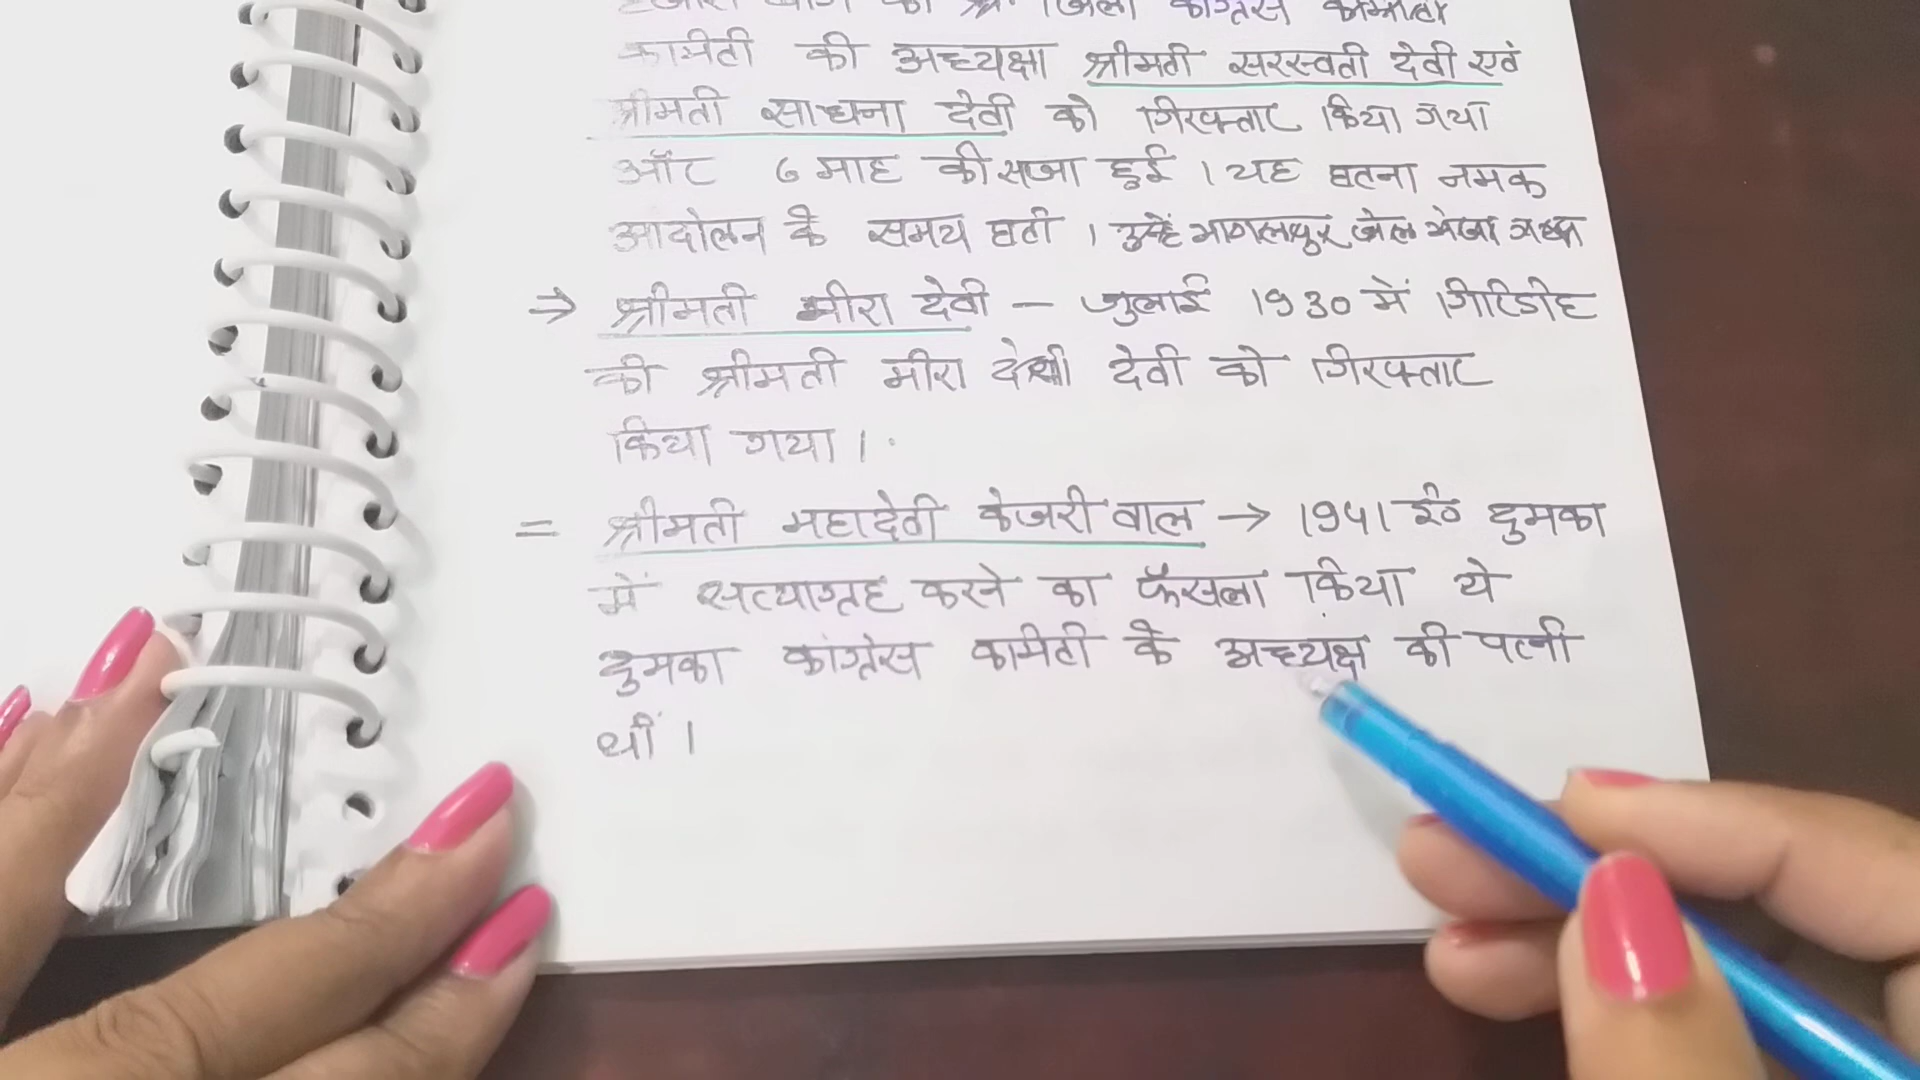 जिला कांग्रेस
कमिटी की अध्यक्षा श्रीमती सरस्वती देवी एवं
श्रीमती साधना देवी को गिरफ्तार किया गया
और 6 माह की सजा हुई । यह घटना नमक
आंदोलन के समय घटी । उन्हें भागलपुर जेल भेजा गया
⇒ श्रीमती मीरा देवी – जुलाई 1930 में गिरिडीह
की श्रीमती मीरा देवी को गिरफ्तार
किया गया ।
= श्रीमती महादेवी केजरीवाल → 1941 ई० दुमका
में सत्याग्रह करने का फैसला किया ये
दुमका कांग्रेस कमिटी के अध्यक्ष की पत्नी
थीं ।